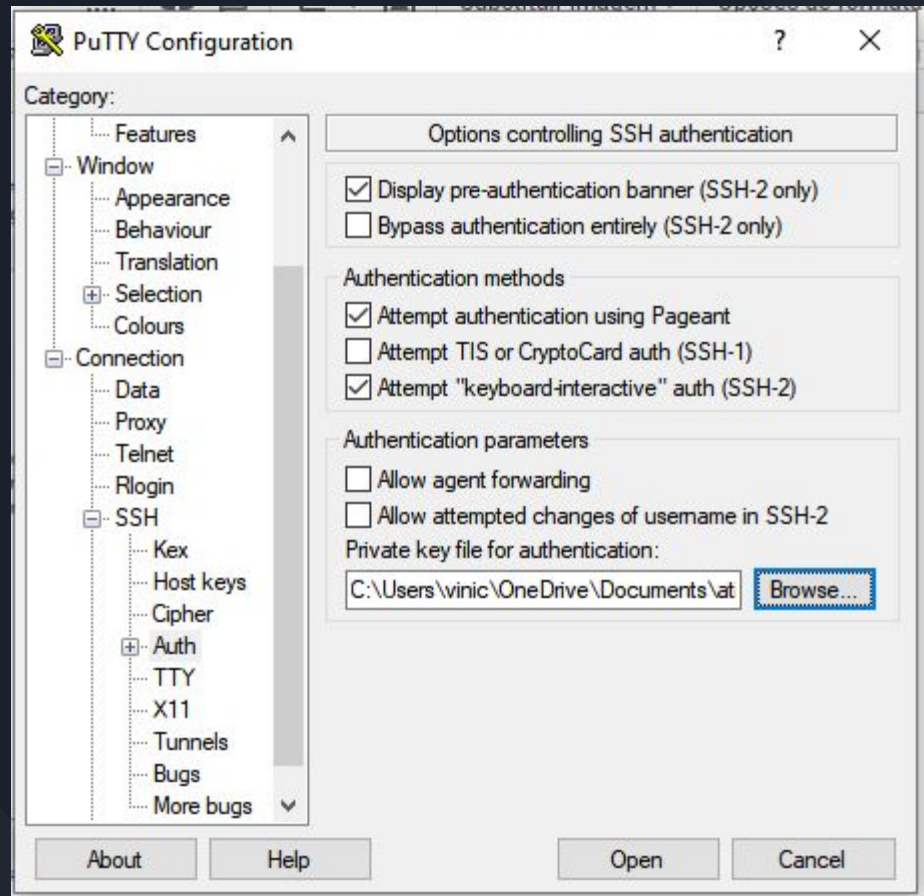 PuTTY Configuration
?
Category:
Features
Window
Appearance
Behaviour
Translation
Selection
Colours
Connection
Data
Proxy
Telnet
Rlogin
SSH
Kex
Host keys
Cipher
Auth
TTY
X11
Tunnels
Bugs
More bugs
Options controlling SSH authentication
Display pre-authentication banner (SSH-2 only)
Bypass authentication entirely (SSH-2 only)
Authentication methods
Attempt authentication using Pageant
Attempt TIS or CryptoCard auth (SSH-1)
Attempt "keyboard-interactive" auth (SSH-2)
Authentication parameters
Allow agent forwarding
Allow attempted changes of username in SSH-2
Private key file for authentication:
C:\Users\vinic\OneDrive\Documents\at
Browse...
About
Help
Open
Cancel